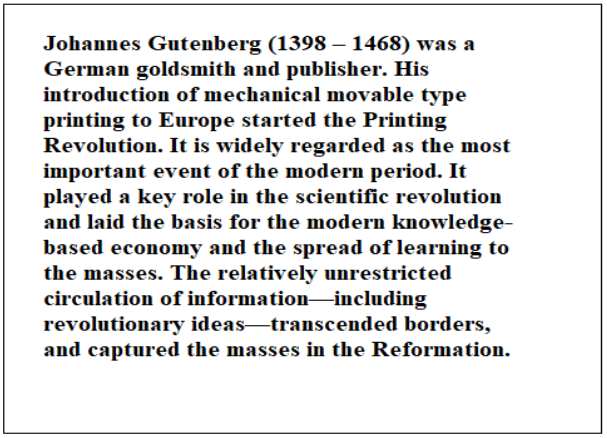 Johannes Gutenberg (1398 – 1468) was a
German goldsmith and publisher. His
introduction of mechanical movable type
printing to Europe started the Printing
Revolution. It is widely regarded as the most
important event of the modern period. It
played a key role in the scientific revolution
and laid the basis for the modern knowledge-
based economy and the spread of learning to
the masses. The relatively unrestricted
circulation of information—including
revolutionary ideas—transcended borders,
and captured the masses in the Reformation.